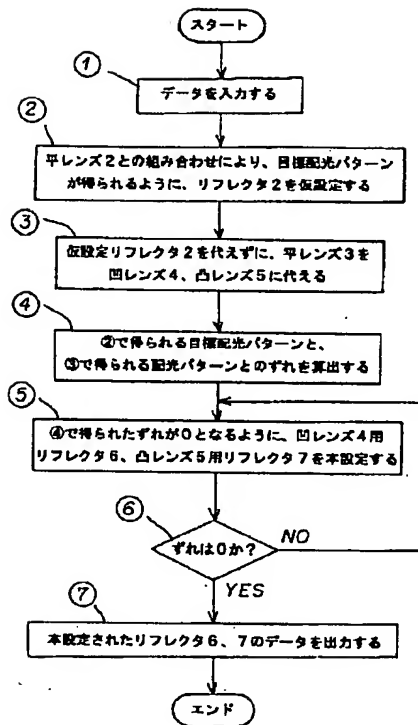 スタート
①
データを入力する
②
平レンズ2との組み合わせにより、目標配光パターン
が得られるように、リフレクタ2を仮設定する
③
仮設定リフレクタ2を代えずに、平レンズ3を
凹レンズ4、凸レンズ5に代える
④
②で得られる目標配光パターンと、
③で得られる配光パターンとのずれを算出する
⑤
④で得られたずれが0となるように、凹レンズ4用
リフレクタ6、凸レンズ5用リフレクタ7を本設定する
⑥
ずれは0か?
NO
YES
⑦
本設定されたリフレクタ6、7のデータを出力する
エンド